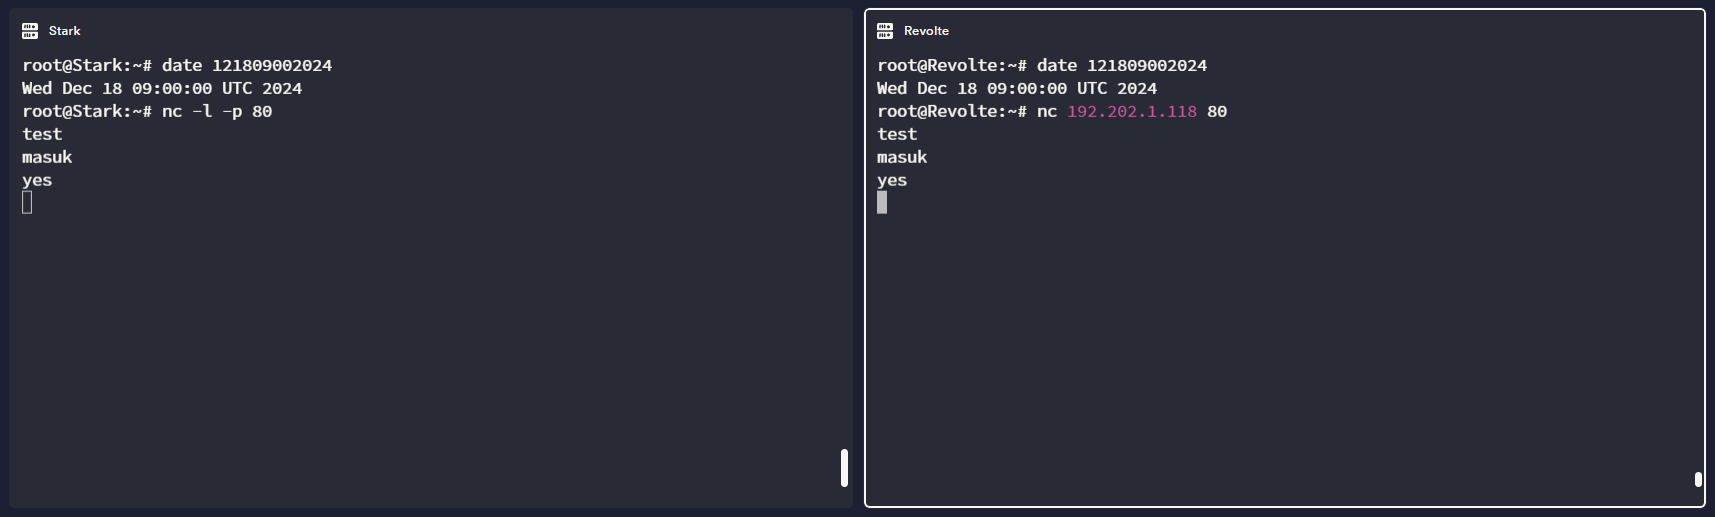 Stark
root@Stark:~# date 121809002024
Wed Dec 18 09:00:00 UTC 2024
root@Stark:~# nc -l -p 80
test
masuk
yes
Revolte
root@Revolte:~# date 121809002024
Wed Dec 18 09:00:00 UTC 2024
root@Revolte:~# nc 192.202.1.118 80
test
masuk
yes